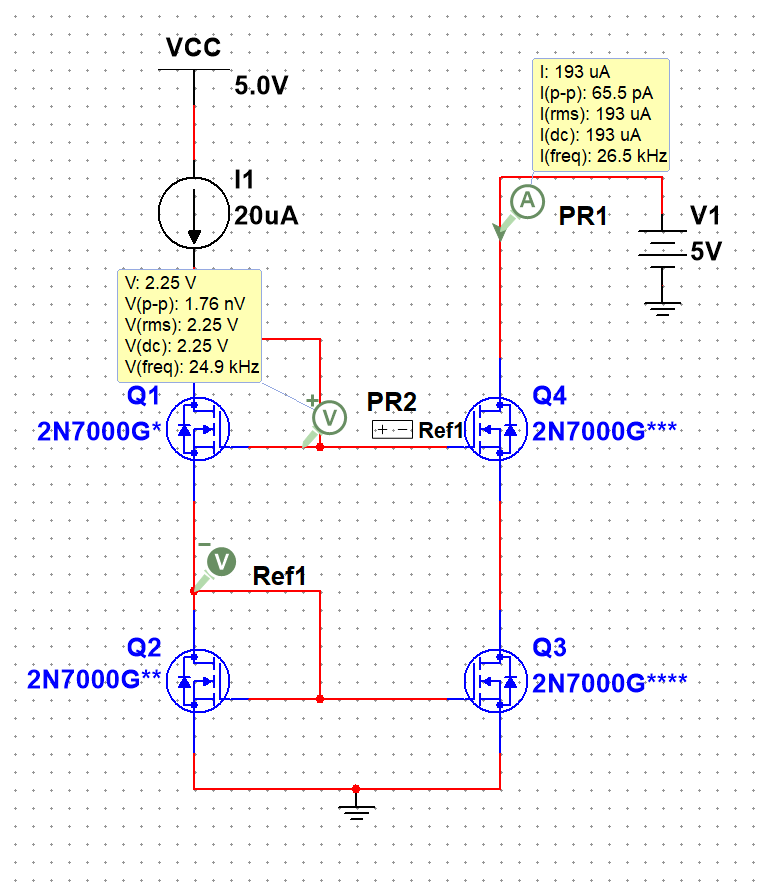 VCC
5.0V
I1
20uA
I: 193 uA
I(p-p): 65.5 pA
I(rms): 193 uA
I(dc): 193 uA
I(freq): 26.5 kHz
A
PR1
V1
5V
V: 2.25 V
V(p-p): 1.76 nV
V(rms): 2.25 V
V(dc): 2.25 V
V(freq): 24.9 kHz
Q1
2N7000G*
+
V
PR2
+ -
Ref1
Q4
2N7000G***
V
Ref1
Q2
2N7000G**
Q3
2N7000G****